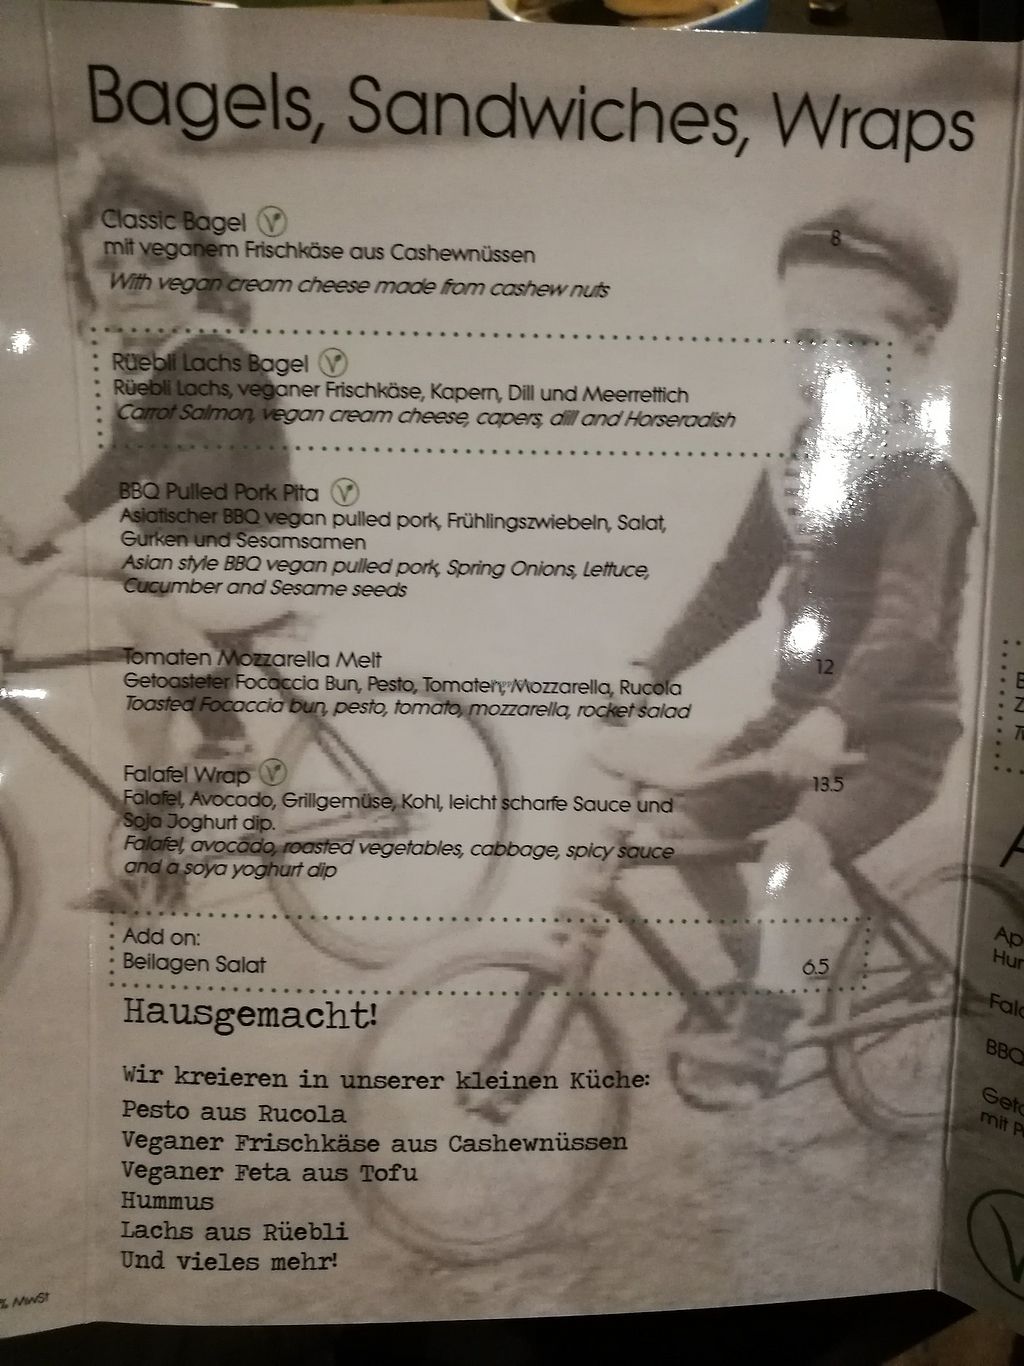 Bagels, Sandwiches, Wraps
Classic Bagel
mit veganem Frischkäse aus Cashewnüssen
8
With vegan cream cheese made from cashew nuts
Rüebli Lachs Bagel
Rüebli Lachs, veganer Frischkäse, Kapern, Dill und Meerrettich
Carrot Salmon, vegan cream cheese, capers, dill and Horseradish
BBQ Pulled Pork Pita
Asiatischer BBQ vegan pulled pork, Frühlingszwiebeln, Salat,
Gurken und Sesamsamen
Asian style BBQ vegan pulled pork, Spring Onions, Lettuce,
Cucumber and Sesame seeds
Tomaten Mozzarella Melt
12
Getoasteter Focaccia Bun, Pesto, Tomaten, Mozzarella, Rucola
Toasted Focaccia bun, pesto, tomato, mozzarella, rocket salad
Falafel Wrap
13.5
Falafel, Avocado, Grillgemüse, Kohl, leicht scharfe Sauce und
Soja Joghurt dip.
Falafel, avocado, roasted vegetables, cabbage, spicy sauce
and a soya yoghurt dip
Add on:
Beilagen Salat
6.5
Hausgemacht!
Wir kreieren in unserer kleinen Küche:
Pesto aus Rucola
Veganer Frischkäse aus Cashewnüssen
Veganer Feta aus Tofu
Hummus
Lachs aus Rüebli
Und vieles mehr!
% MwSt
BBQ
mit